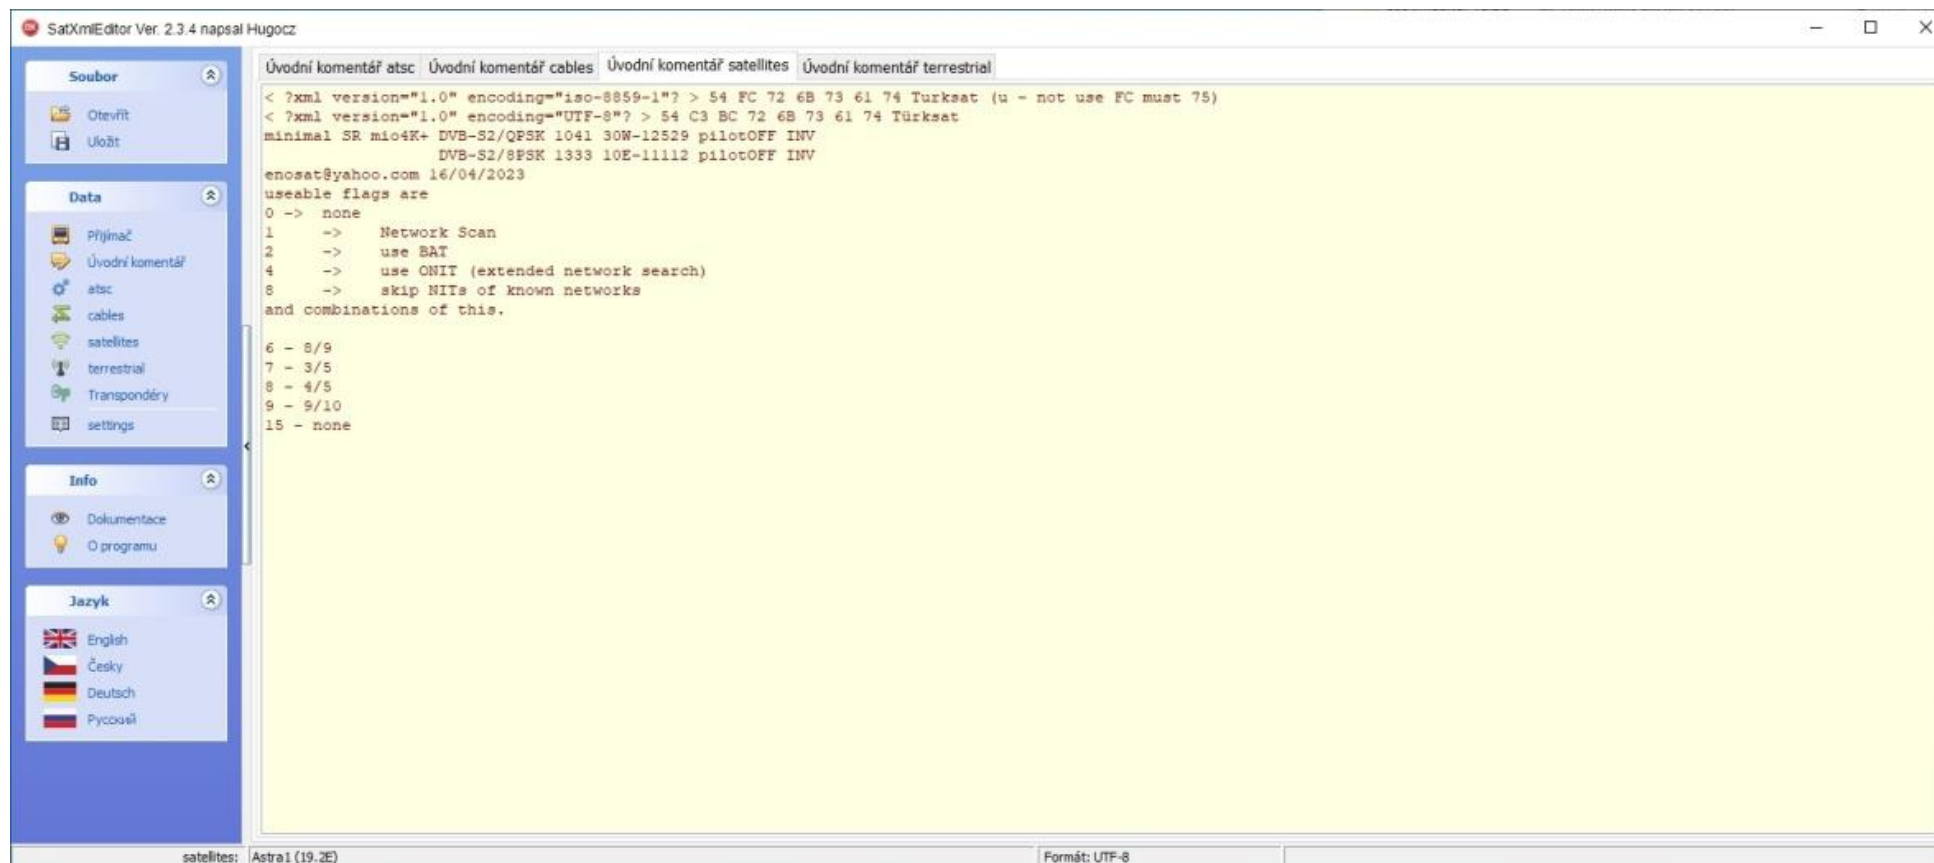 SatXmlEditor Ver. 2.3.4 napsal Hugocz
Soubor
Otevřít
Uložit
Data
Přijímač
Úvodní komentář
atsc
cables
satellites
terrestrial
Transpondéry
settings
Info
Dokumentace
O programu
Jazyk
English
Česky
Deutsch
Русский
Úvodní komentář atsc Úvodní komentář cables Úvodní komentář satellites Úvodní komentář terrestrial
< ?xml version="1.0" encoding="iso-8859-1"? > 54 FC 72 6B 73 61 74 Turksat (u - not use FC must 75)
< ?xml version="1.0" encoding="UTF-8"? > 54 C3 BC 72 6B 73 61 74 Türksat
minimal SR mio4K+ DVB-S2/QPSK 1041 30W-12529 pilotOFF INV
DVB-S2/8PSK 1333 10E-11112 pilotOFF INV
enosat@yahoo.com 16/04/2023
useable flags are
0 -> none
1 -> Network Scan
2 -> use BAT
4 -> use ONIT (extended network search)
8 -> skip NITs of known networks
and combinations of this.
6 - 8/9
7 - 3/5
8 - 4/5
9 - 9/10
15 - none
satellites: Astra1 (19.2E) Formát: UTF-8